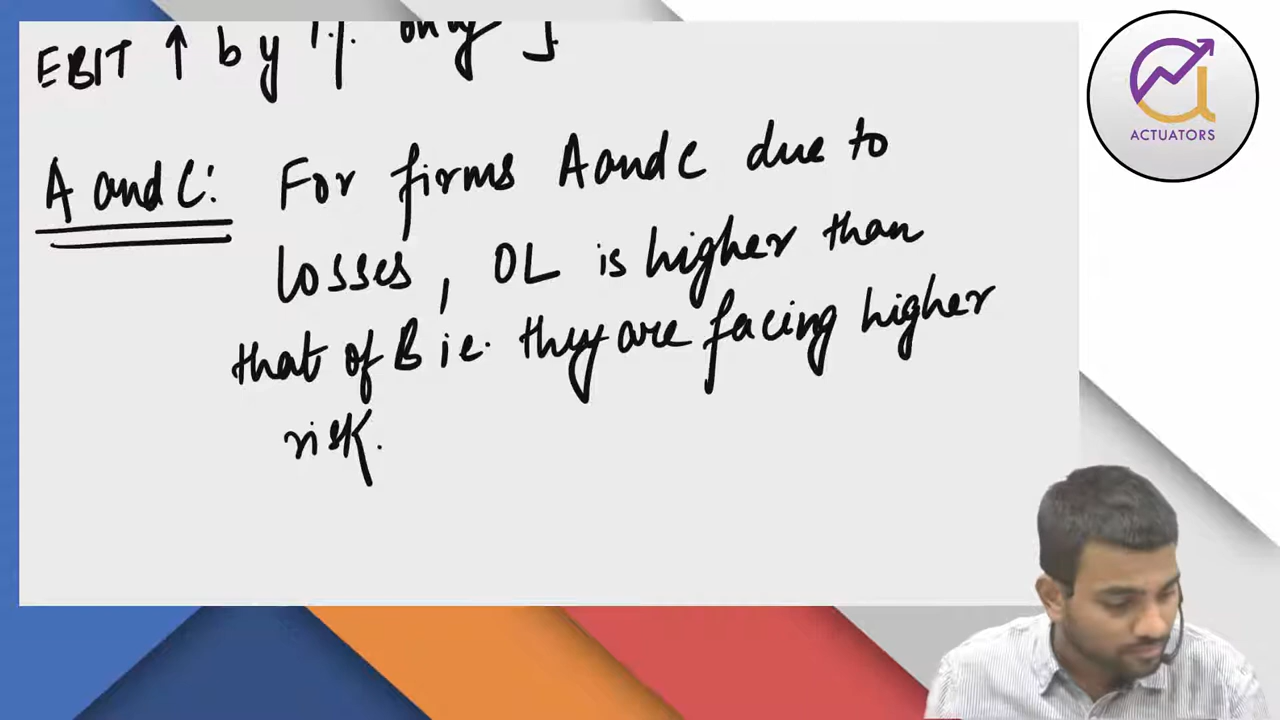 EBIT ↑ by 1% only ].
A and C: For firms A and C due to
losses, OL is higher than
that of B i.e. they are facing higher
risk.
ACTUATORS